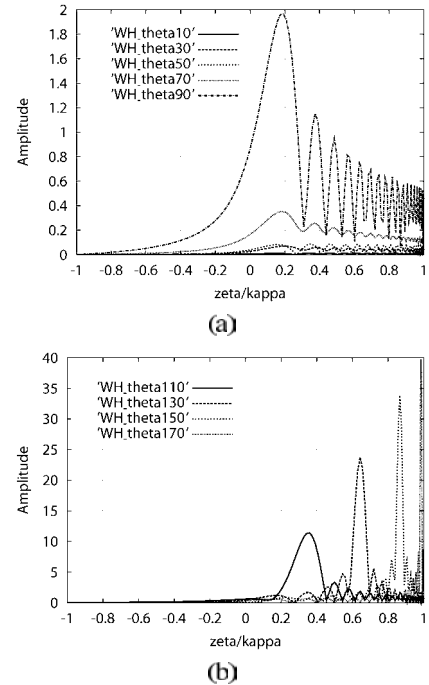 2
1.8
1.6
1.4
1.2
1
0.8
0.6
0.4
0.2
0
Amplitude
'WH_theta10'
'WH_theta30'
'WH_theta50'
'WH_theta70'
'WH_theta90'
-1 -0.8 -0.6 -0.4 -0.2 0 0.2 0.4 0.6 0.8 1
zeta/kappa
(a)
40
35
30
25
20
15
10
5
0
Amplitude
'WH_theta110'
'WH_theta130'
'WH_theta150'
'WH_theta170'
-1 -0.8 -0.6 -0.4 -0.2 0 0.2 0.4 0.6 0.8 1
zeta/kappa
(b)